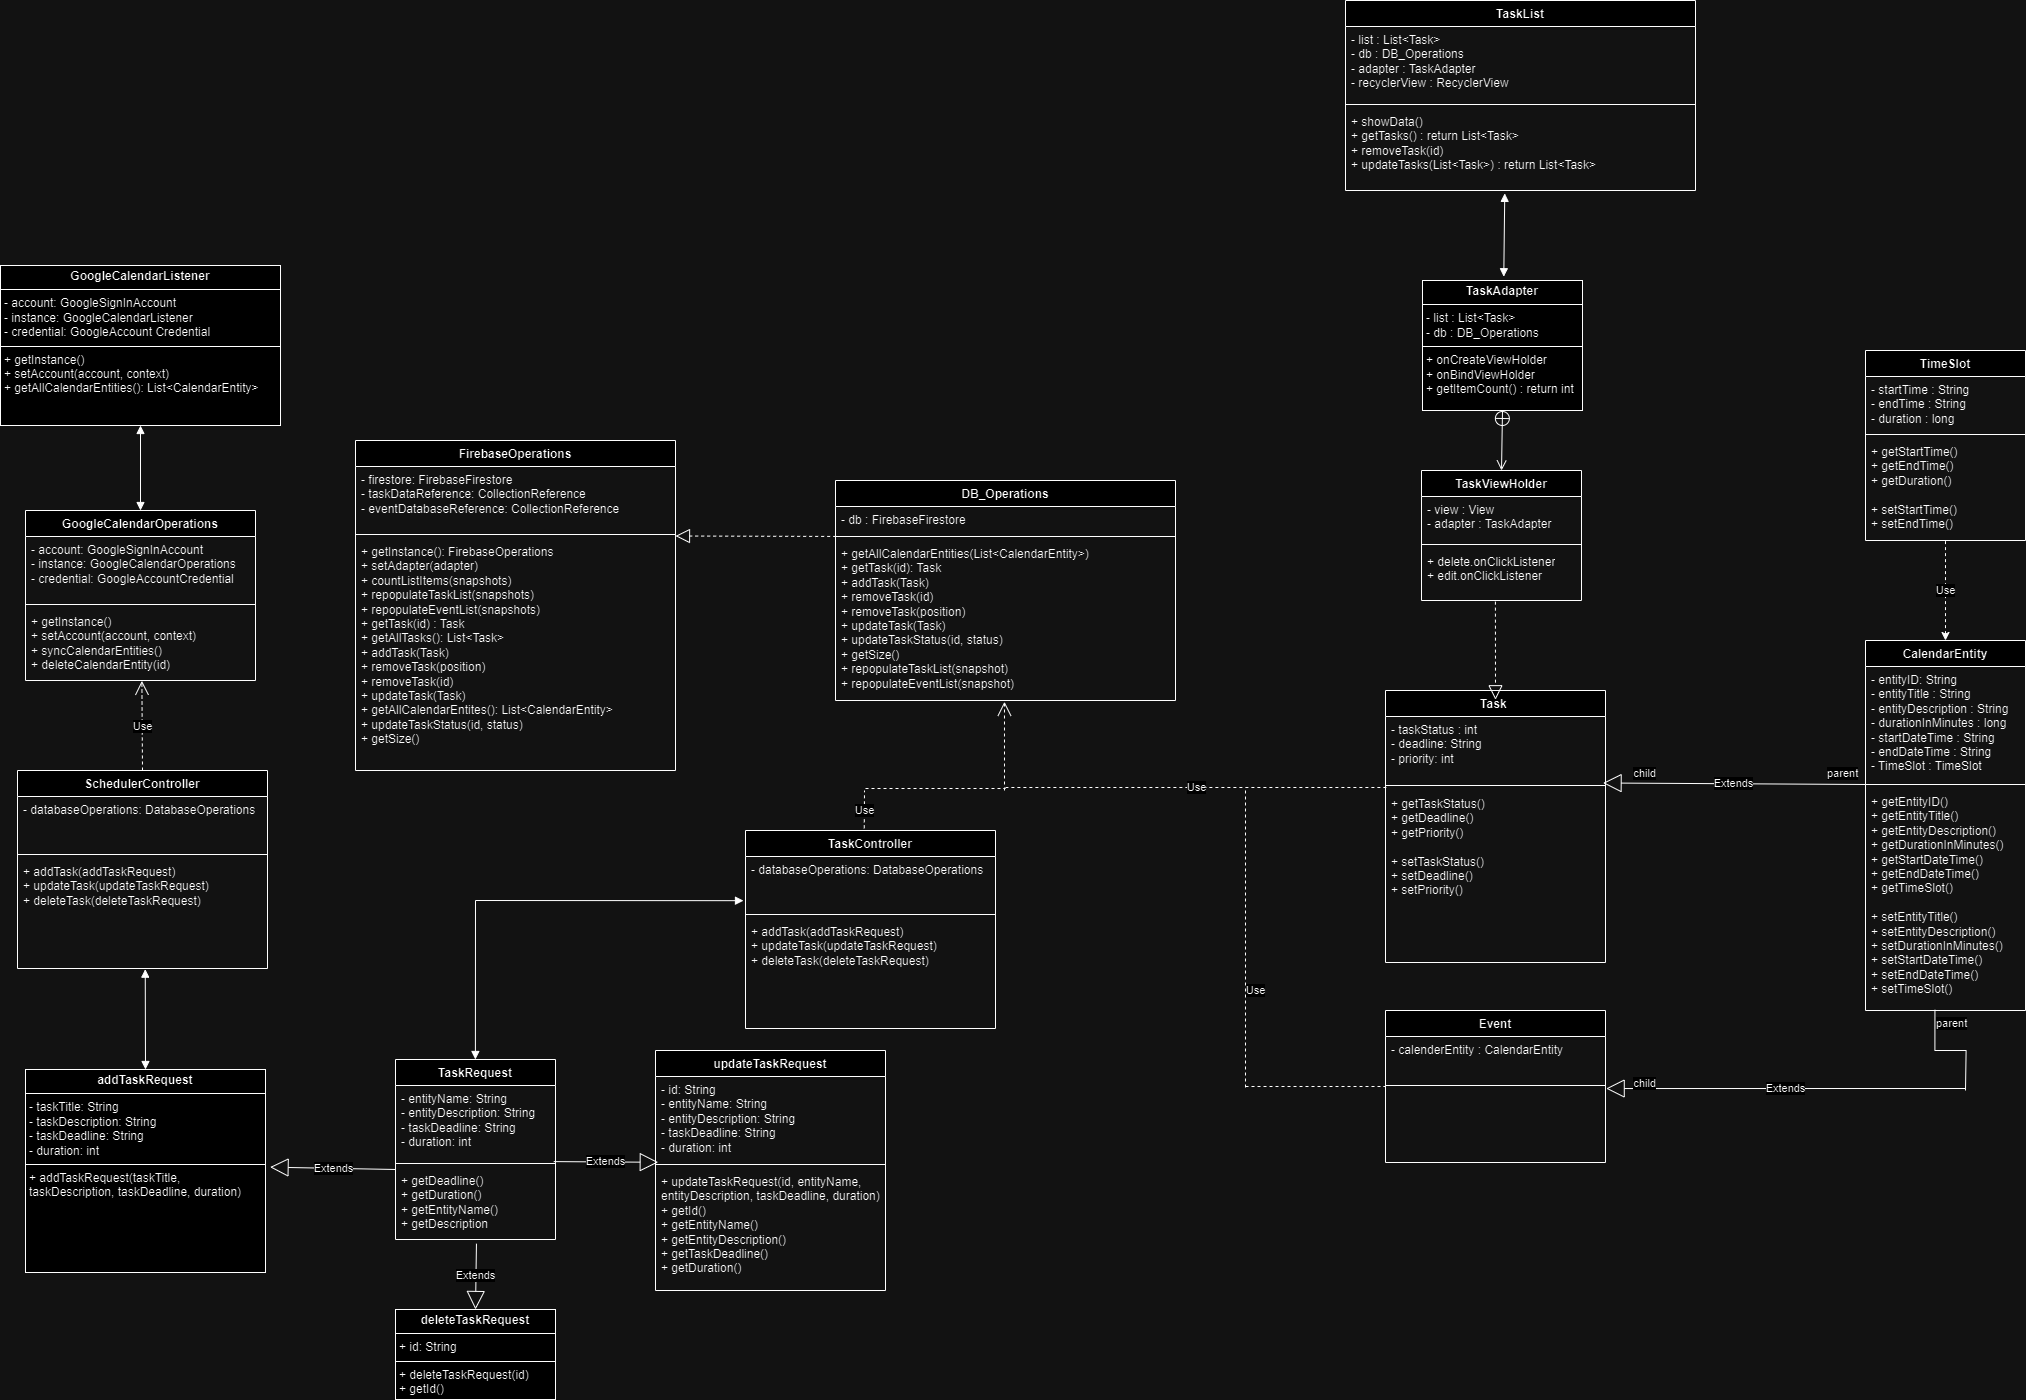 TaskList
- list : List<Task>
- db : DB_Operations
- adapter : TaskAdapter
- recyclerView : RecyclerView
+ showData()
+ getTasks() : return List<Task>
+ removeTask(id)
+ updateTasks(List<Task>) : return List<Task>
GoogleCalendarListener
- account: GoogleSignInAccount
- instance: GoogleCalendarListener
- credential: GoogleAccount Credential
+ getInstance()
+ setAccount(account, context)
+ getAllCalendarEntities(): List<CalendarEntity>
TaskAdapter
- list : List<Task>
- db : DB_Operations
+ onCreateViewHolder
+ onBindViewHolder
+ getItemCount() : return int
TimeSlot
- startTime : String
- endTime : String
- duration : long
+ getStartTime()
+ getEndTime()
+ getDuration()
+ setStartTime()
+ setEndTime()
Use
FirebaseOperations
- firestore: FirebaseFirestore
- taskDataReference: CollectionReference
- eventDatabaseReference: CollectionReference
+ getInstance(): FirebaseOperations
+ setAdapter(adapter)
+ countListItems(snapshots)
+ repopulateTaskList(snapshots)
+ repopulateEventList(snapshots)
+ getTask(id) : Task
+ getAllTasks(): List<Task>
+ addTask(Task)
+ removeTask(position)
+ removeTask(id)
+ updateTask(Task)
+ getAllCalendarEntites(): List<CalendarEntity>
+ updateTaskStatus(id, status)
+ getSize()
DB_Operations
- db : FirebaseFirestore
+ getAllCalendarEntities(List<CalendarEntity>)
+ getTask(id): Task
+ addTask(Task)
+ removeTask(id)
+ removeTask(position)
+ updateTask(Task)
+ updateTaskStatus(id, status)
+ getSize()
+ repopulateTaskList(snapshot)
+ repopulateEventList(snapshot)
TaskViewHolder
- view : View
- adapter : TaskAdapter
+ delete.onClickListener
+ edit.onClickListener
GoogleCalendarOperations
- account: GoogleSignInAccount
- instance: GoogleCalendarOperations
- credential: GoogleAccountCredential
+ getInstance()
+ setAccount(account, context)
+ syncCalendarEntities()
+ deleteCalendarEntity(id)
Use
CalendarEntity
- entityID: String
- entityTitle : String
- entityDescription : String
- durationInMinutes : long
- startDateTime : String
- endDateTime : String
- TimeSlot : TimeSlot
+ getEntityID()
+ getEntityTitle()
+ getEntityDescription()
+ getDurationInMinutes()
+ getStartDateTime()
+ getEndDateTime()
+ getTimeSlot()
+ setEntityTitle()
+ setEntityDescription()
+ setDurationInMinutes()
+ setStartDateTime()
+ setEndDateTime()
+ setTimeSlot()
Task
- taskStatus : int
- deadline: String
- priority: int
+ getTaskStatus()
+ getDeadline()
+ getPriority()
+ setTaskStatus()
+ setDeadline()
+ setPriority()
child
Extends
parent
Use
Use
SchedulerController
- databaseOperations: DatabaseOperations
+ addTask(addTaskRequest)
+ updateTask(updateTaskRequest)
+ deleteTask(deleteTaskRequest)
TaskController
- databaseOperations: DatabaseOperations
+ addTask(addTaskRequest)
+ updateTask(updateTaskRequest)
+ deleteTask(deleteTaskRequest)
Use
Event
- calenderEntity : CalendarEntity
parent
child
Extends
addTaskRequest
- taskTitle: String
- taskDescription: String
- taskDeadline: String
- duration: int
+ addTaskRequest(taskTitle,
taskDescription, taskDeadline, duration)
Extends
TaskRequest
- entityName: String
- entityDescription: String
- taskDeadline: String
- duration: int
+ getDeadline()
+ getDuration()
+ getEntityName()
+ getDescription
Extends
updateTaskRequest
- id: String
- entityName: String
- entityDescription: String
- taskDeadline: String
- duration: int
+ updateTaskRequest(id, entityName,
entityDescription, taskDeadline, duration)
+ getId()
+ getEntityName()
+ getEntityDescription()
+ getTaskDeadline()
+ getDuration()
Extends
deleteTaskRequest
+ id: String
+ deleteTaskRequest(id)
+ getId()